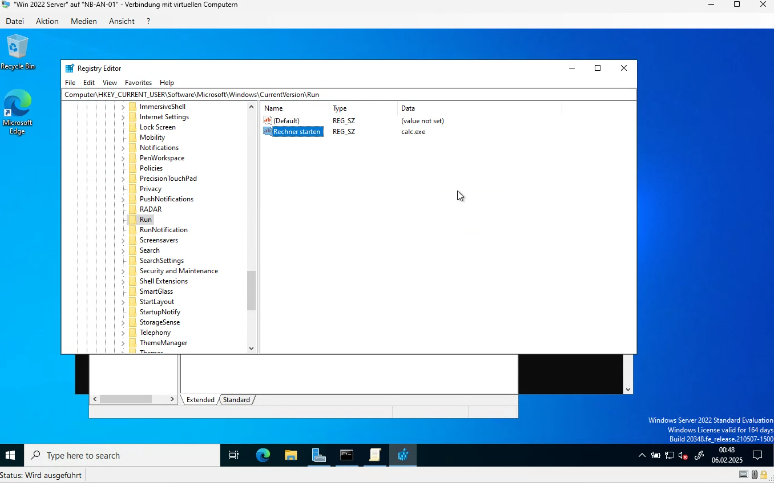 "Win 2022 Server" auf "NB-AN-01" - Verbindung mit virtuellen Computern
Datei Aktion Medien Ansicht ?
Recycle Bin
Microsoft Edge
Registry Editor
File Edit View Favorites Help
Computer\HKEY_CURRENT_USER\Software\Microsoft\Windows\CurrentVersion\Run
Name Type Data
(Default) REG_SZ (value not set)
Rechner starten REG_SZ calc.exe
ImmersiveShell
Internet Settings
Lock Screen
Mobility
Notifications
PenWorkspace
Policies
PrecisionTouchPad
Privacy
PushNotifications
RADAR
Run
RunNotification
Screensavers
Search
SearchSettings
Security and Maintenance
Shell Extensions
SmartGlass
StartLayout
StartupNotify
StorageSense
Telephony
ThemeManager
Themes
Extended Standard
Windows Server 2022 Standard Evaluation
Windows License valid for 164 days
Build 20348.fe_release.210507-1500
Type here to search
00:48
06.02.2025
Status: Wird ausgeführt